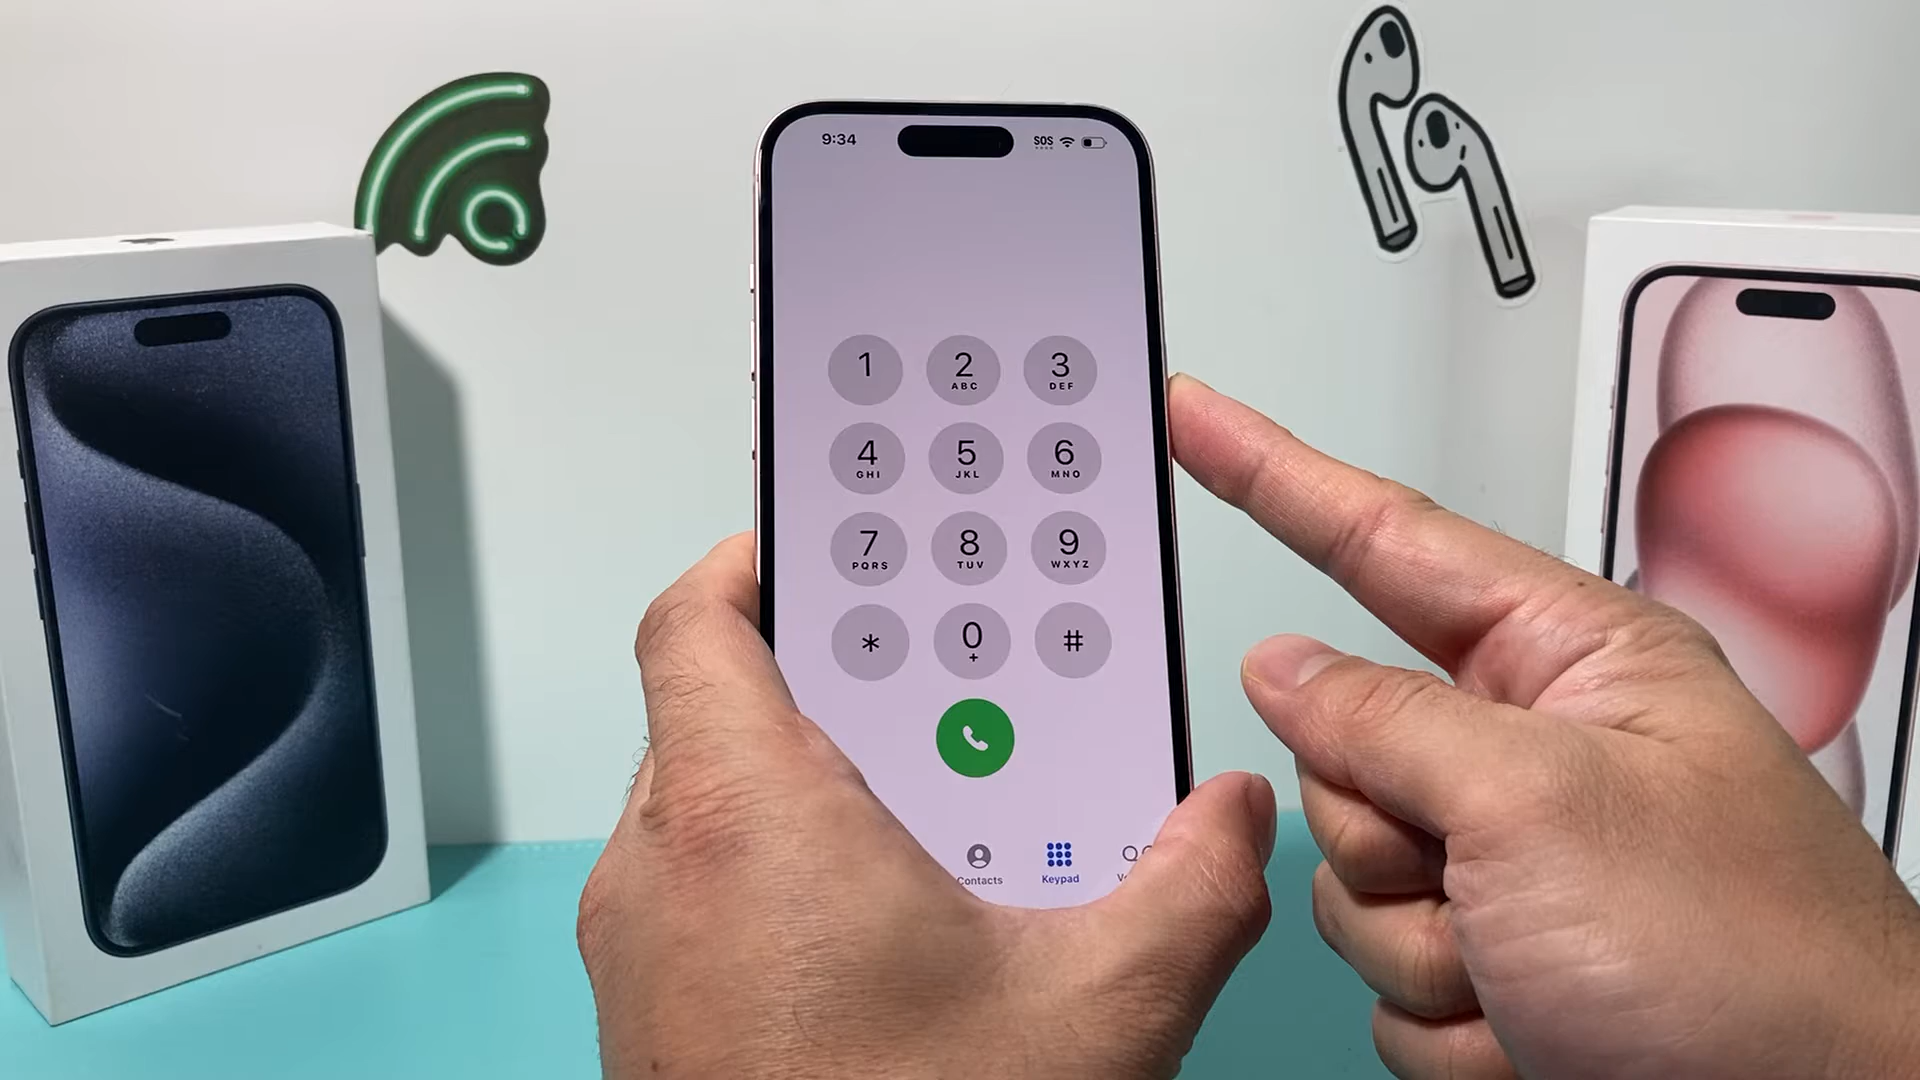 9:34 SOS
1 2 3
ABC DEF
4 5 6
GHI JKL MNO
7 8 9
PQRS TUV WXYZ
* 0 #
+
Contacts Keypad